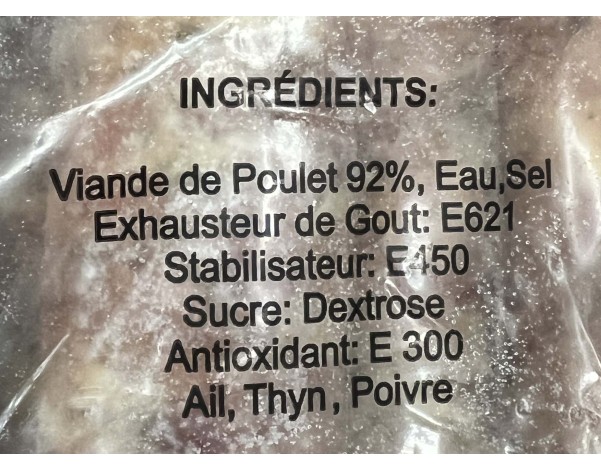 INGRÉDIENTS:
Viande de Poulet 92%, Eau,Sel
Exhausteur de Gout: E621
Stabilisateur: E450
Sucre: Dextrose
Antioxidant: E 300
Ail, Thyn, Poivre